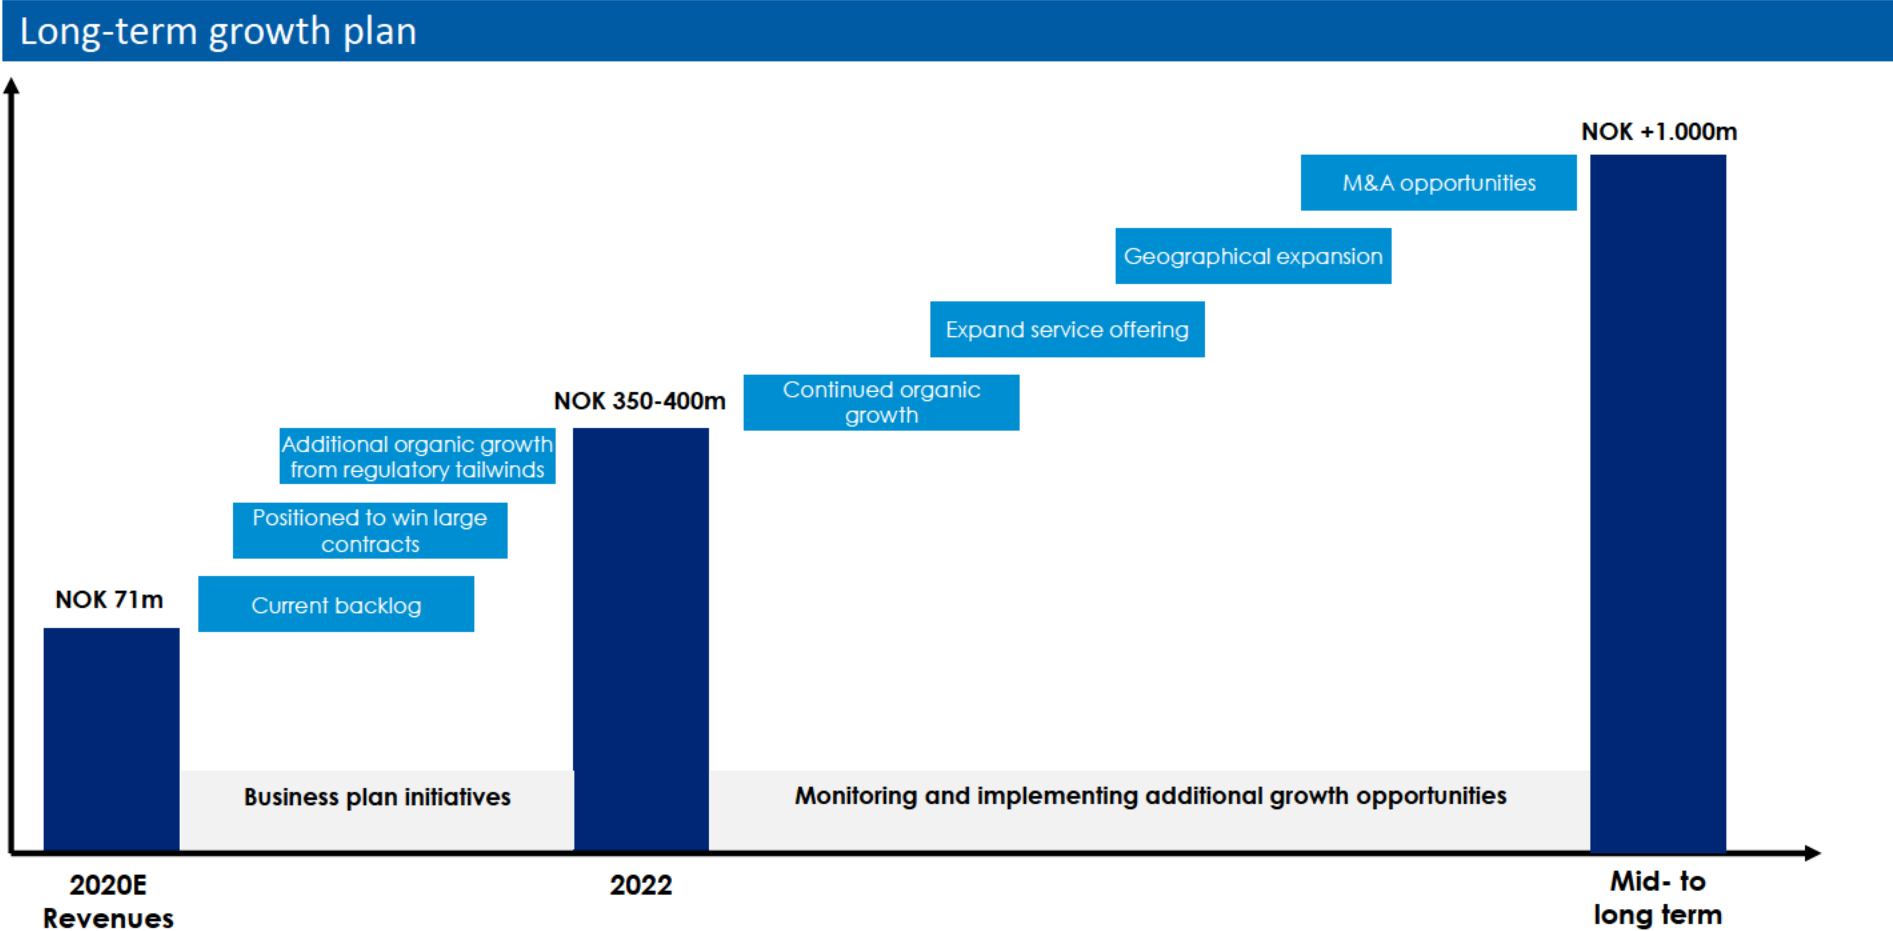 Long-term growth plan
NOK +1.000m
M&A opportunities
Geographical expansion
Expand service offering
Continued organic
growth
NOK 350-400m
Additional organic growth
from regulatory tailwinds
Positioned to win large
contracts
Current backlog
NOK 71m
Business plan initiatives
Monitoring and implementing additional growth opportunities
2020E
Revenues
2022
Mid- to
long term